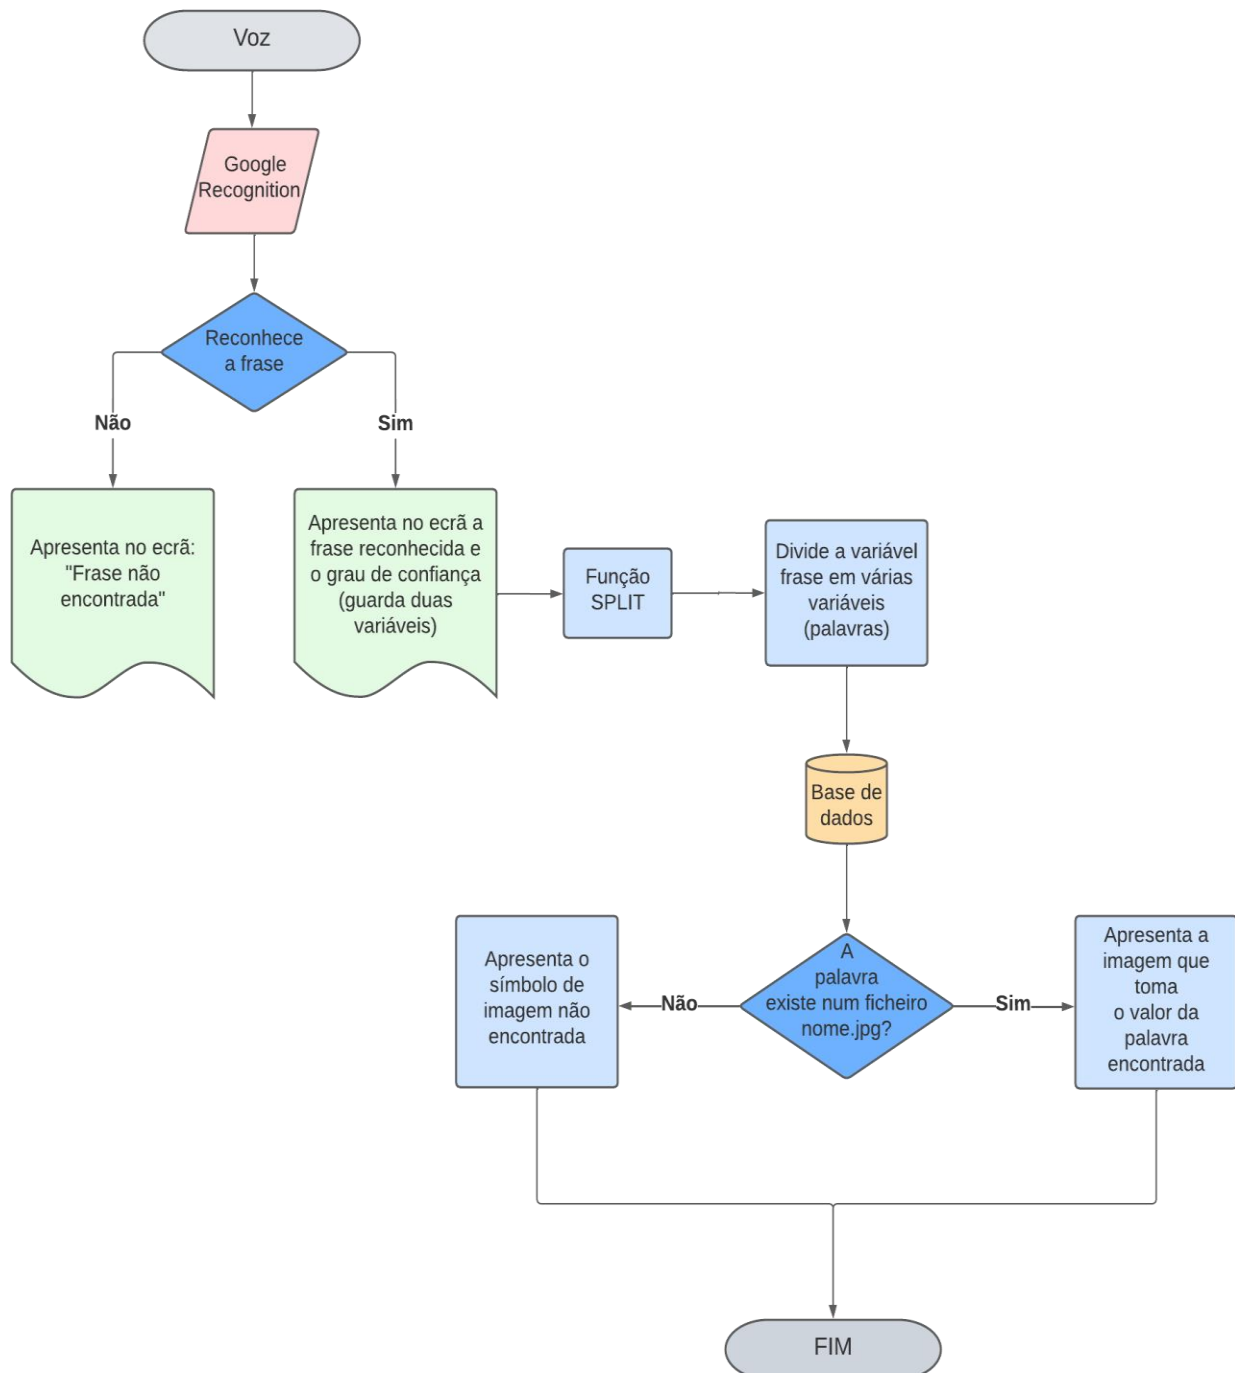 Voz
Google
Recognition
Reconhece
a frase
Não
Sim
Apresenta no ecrã:
"Frase não
encontrada"
Apresenta no ecrã a
frase reconhecida e
o grau de confiança
(guarda duas
variáveis)
Função
SPLIT
Divide a variável
frase em várias
variáveis
(palavras)
Base de
dados
A
palavra
existe num ficheiro
nome.jpg?
Não
Sim
Apresenta o
símbolo de
imagem não
encontrada
Apresenta a
imagem que
toma
o valor da
palavra
encontrada
FIM